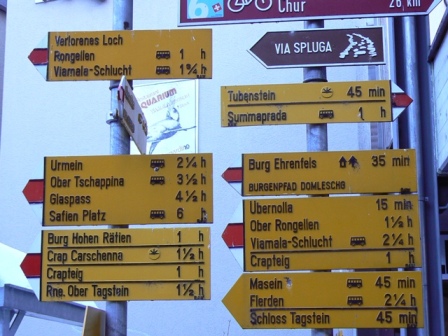 6
Chur 26 km
Verlorenes Loch
Rongellen 1 h
Viamala-Schlucht 1¾ h
VIA SPLUGA
QUARIUM
Tubenstein 45 min
Summaprada 1 h
Urmein 2¼ h
Ober Tschappina 3½ h
Glaspass 4½ h
Safien Platz 6 h
Burg Ehrenfels 35 min
BURGENPFAD DOMLESCHG
Übernolla 15 min
Ober Rongellen 1½ h
Viamala-Schlucht 2¼ h
Crapteig 1 h
Burg Hohen Rätien 1 h
Crap Carschenna 1½ h
Crapteig 1 h
Rne. Ober Tagstein 1½ h
Masein 45 min
Flerden 2¼ h
Schloss Tagstein 45 min